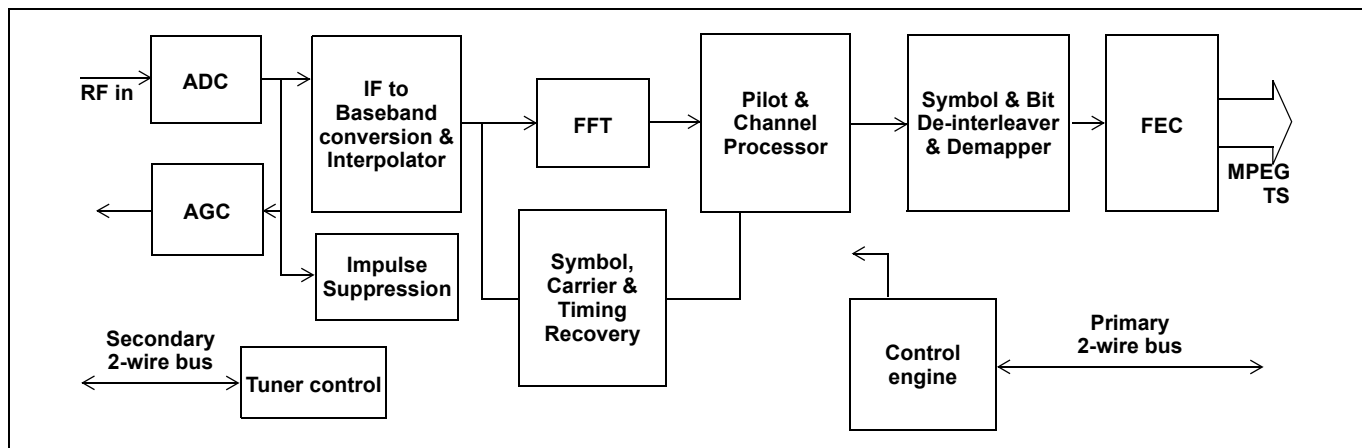 RF in
ADC
IF to
Baseband
conversion &
Interpolator
FFT
Pilot &
Channel
Processor
Symbol & Bit
De-interleaver
& Demapper
FEC
MPEG
TS
AGC
Impulse
Suppression
Symbol,
Carrier &
Timing
Recovery
Secondary
2-wire bus
Tuner control
Control
engine
Primary
2-wire bus